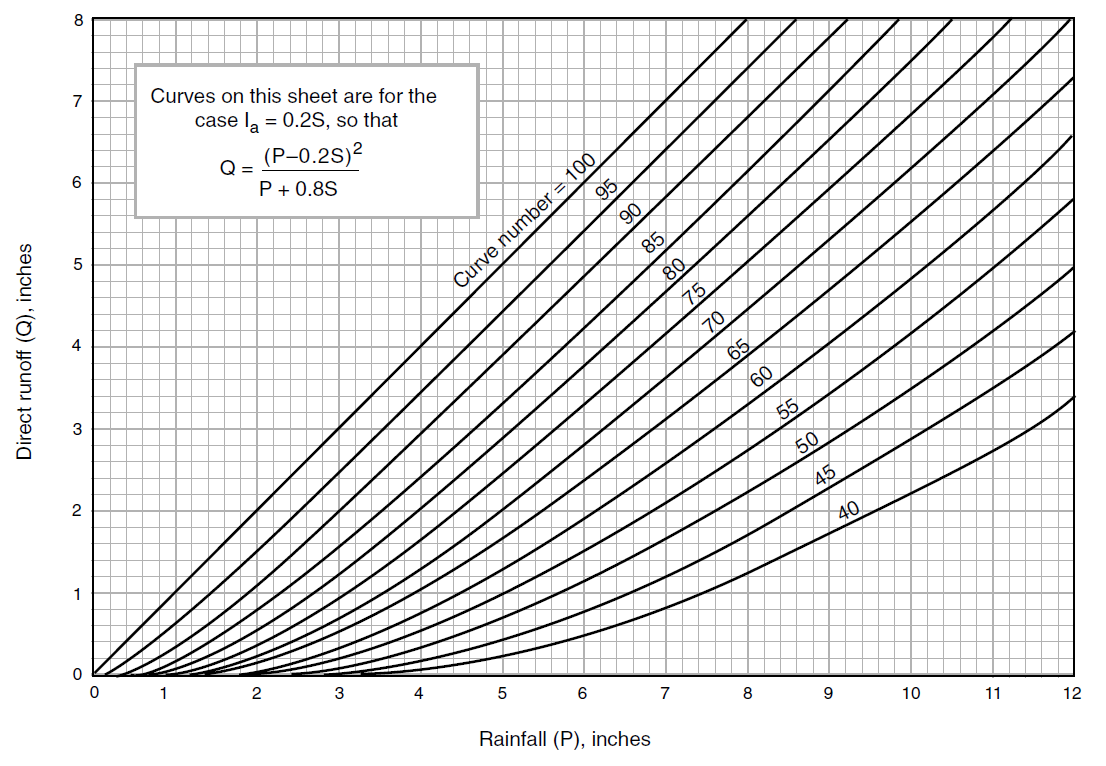 8
7
6
5
4
3
2
1
0
Direct runoff (Q), inches
Curves on this sheet are for the
case Iₐ = 0.2S, so that
Q = (P–0.2S)²
P + 0.8S
Curve number = 100
95
90
85
80
75
70
65
60
55
50
45
40
0 1 2 3 4 5 6 7 8 9 10 11 12
Rainfall (P), inches